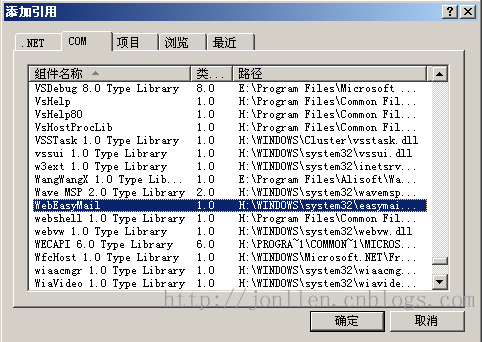 添加引用
.NET COM 项目 浏览 最近
组件名称 类... 路径
VSDebug 8.0 Type Library 8.0 E:\Program Files\Microsoft ...
VsHelp 1.0 H:\Program Files\Common Fil...
VsHelp80 1.0 H:\Program Files\Common Fil...
VsHostProcLib 1.0 H:\Program Files\Common Fil...
VSSTask 1.0 Type Library 1.0 H:\WINDOWS\Cluster\vsstask.dll
vssui 1.0 Type Library 1.0 H:\WINDOWS\system32\vssui.dll
w3ext 1.0 Type Library 1.0 H:\WINDOWS\system32\inetsrv...
WangWangX 1.0 Type Lib... 1.0 H:\Program Files\Alisoft\Wa...
Wave MSP 2.0 Type Library 2.0 H:\WINDOWS\system32\wavemsp...
WebEasyMail 1.0 H:\WINDOWS\system32\easymai...
webshell 1.0 Type Library 1.0 H:\Program Files\Common Fil...
webvw 1.0 Type Library 1.0 H:\WINDOWS\system32\webvw.dll
WECAPI 6.0 Type Library 6.0 H:\PROGRA~1\COMMON~1\MICROS...
WfcHost 1.0 Type Library 1.0 H:\WINDOWS\Microsoft.NET\Fr...
wiaacmgr 1.0 Type Library 1.0 H:\WINDOWS\system32\wiaacmg...
WiaVideo 1.0 Type Library 1.0 H:\WINDOWS\system32\wiavide...
http://jonllen.cnblogs.com
确定 取消